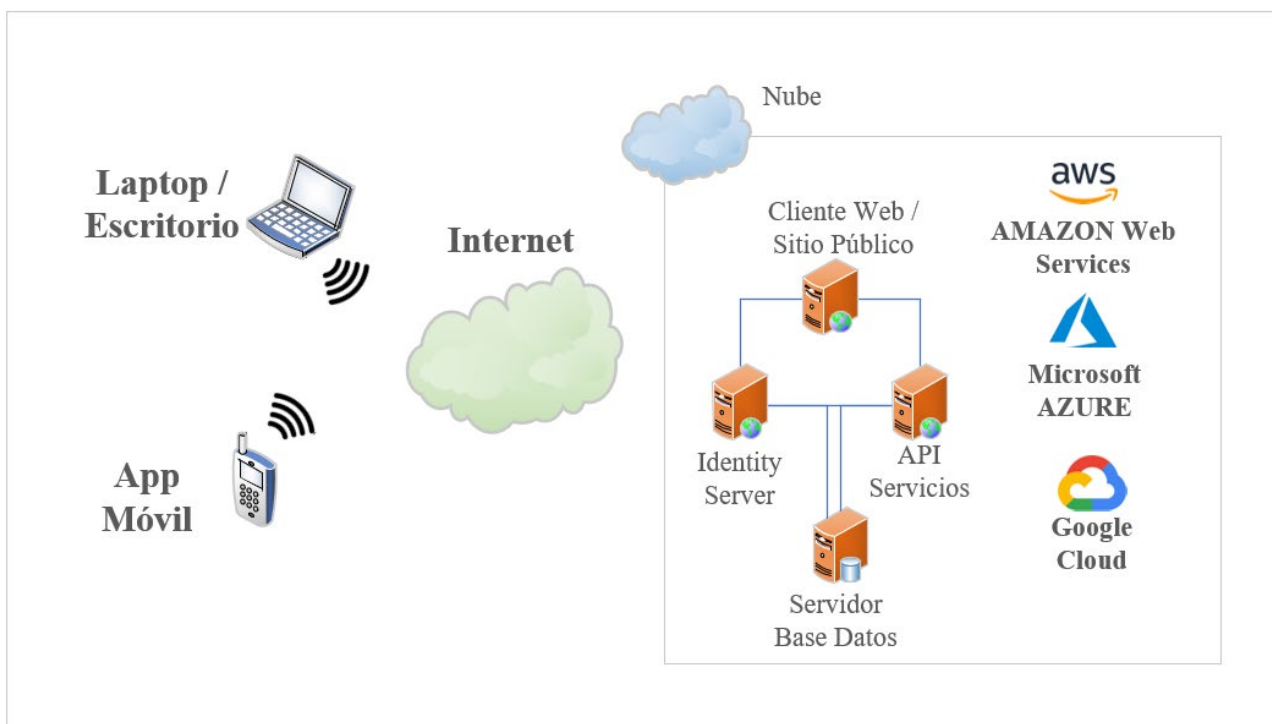 Nube
Laptop /
Escritorio
Internet
Cliente Web /
Sitio Público
aws
AMAZON Web
Services
Microsoft
AZURE
Identity
Server
API
Servicios
App
Móvil
Google
Cloud
Servidor
Base Datos